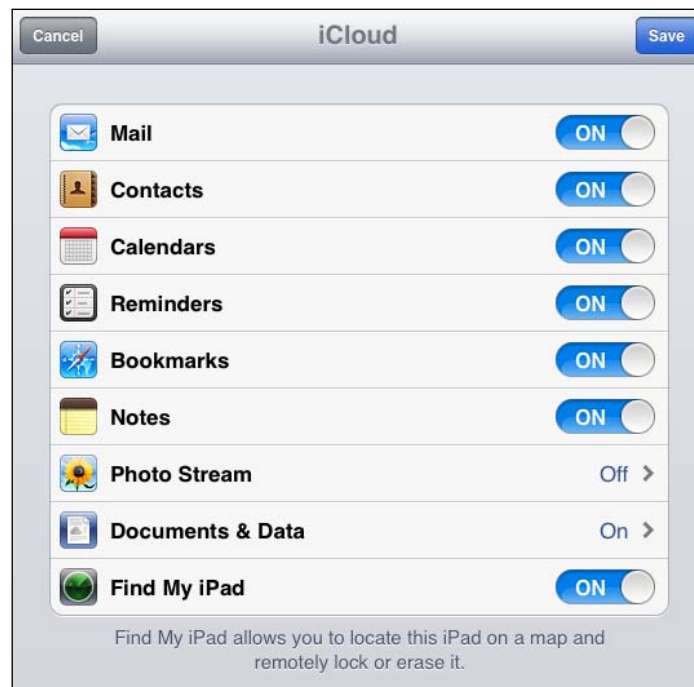 Cancel iCloud Save
Mail ON
Contacts ON
Calendars ON
Reminders ON
Bookmarks ON
Notes ON
Photo Stream Off
Documents & Data On
Find My iPad ON
Find My iPad allows you to locate this iPad on a map and
remotely lock or erase it.